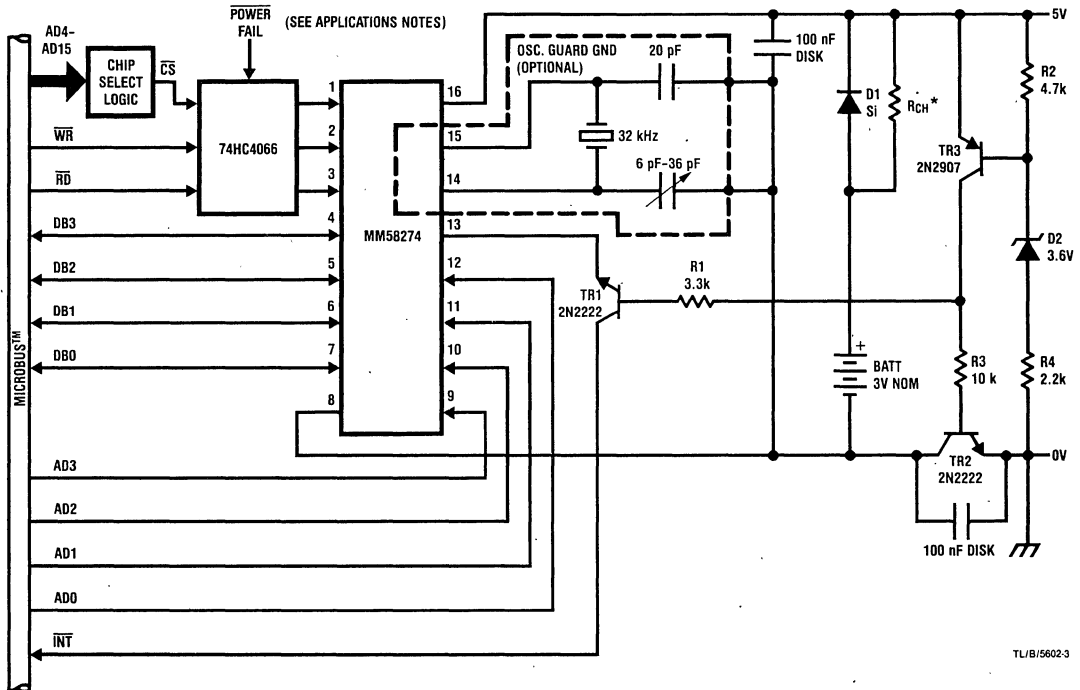 POWER
FAIL
(SEE APPLICATIONS NOTES)
5V
AD4-
AD15
CHIP
SELECT
LOGIC
CS
WR
RD
74HC4066
DB3
DB2
DB1
DB0
MICROBUS™
AD3
AD2
AD1
AD0
INT
1
2
3
4
5
6
7
8
MM58274
16
15
14
13
12
11
10
9
OSC. GUARD GND
(OPTIONAL)
20 pF
32 kHz
6 pF–36 pF
100 nF
DISK
D1
Si
RCH*
R2
4.7k
TR3
2N2907
D2
3.6V
TR1
2N2222
R1
3.3k
+
BATT
3V NOM
R3
10 k
R4
2.2k
0V
TR2
2N2222
100 nF DISK
TL/B/5602-3